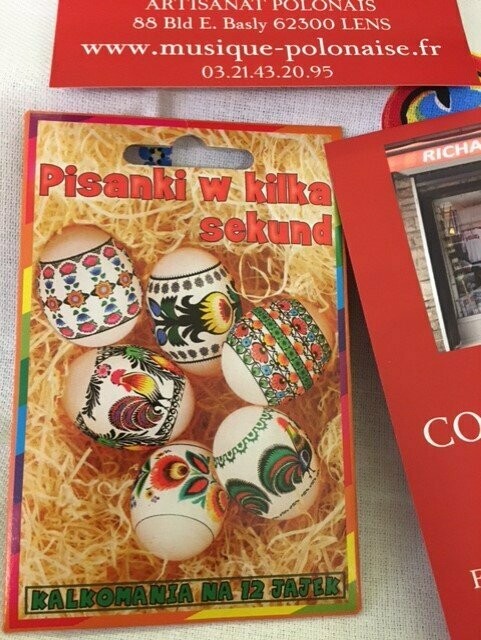 ARTISANAT POLONAIS
88 Bld E. Basly 62300 LENS
www.musique-polonaise.fr
03.21.43.20.95
RICHA
Pisanki w kilka
sekund
CO
KALKOMANIA NA 12 JAJEK